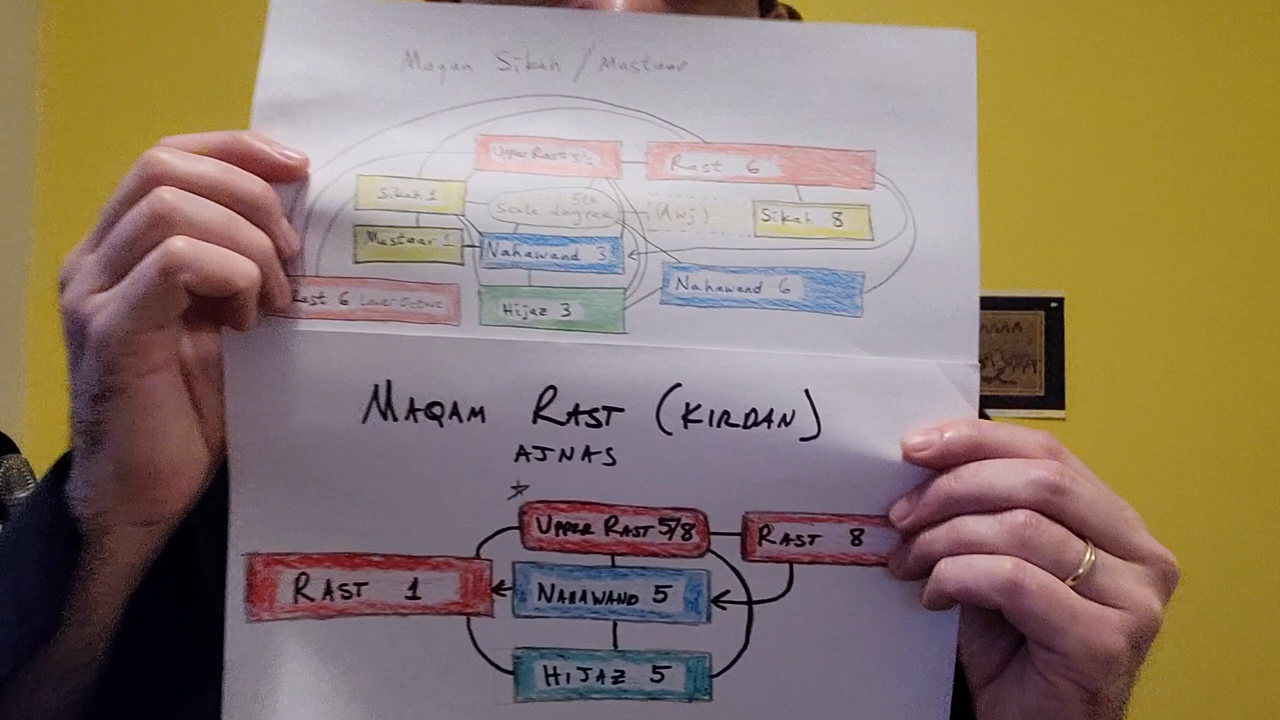 Maqam Sikah / Mustaar
Upper Rast 5/
Rast 6
Sikah 1
5th
Scale degree
(Awj)
Sikah 8
Mustaar 1
Nahawand 3
Nahawand 6
Rast 6 Lower Octave
Hijaz 3
MAQAM RAST (KIRDAN)
AJNAS
UPPER RAST 5/8
RAST 8
RAST 1
NAHAWAND 5
HIJAZ 5